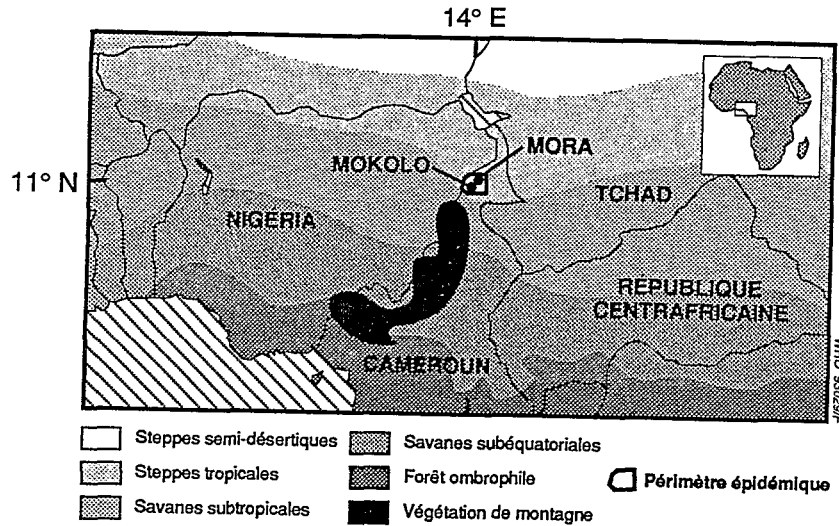 14° E
MORA
MOKOLO
11° N
TCHAD
NIGÉRIA
RÉPUBLIQUE
CENTRAFRICAINE
CAMEROUN
Steppes semi-désertiques
Steppes tropicales
Savanes subtropicales
Savanes subéquatoriales
Forêt ombrophile
Végétation de montagne
Périmètre épidémique